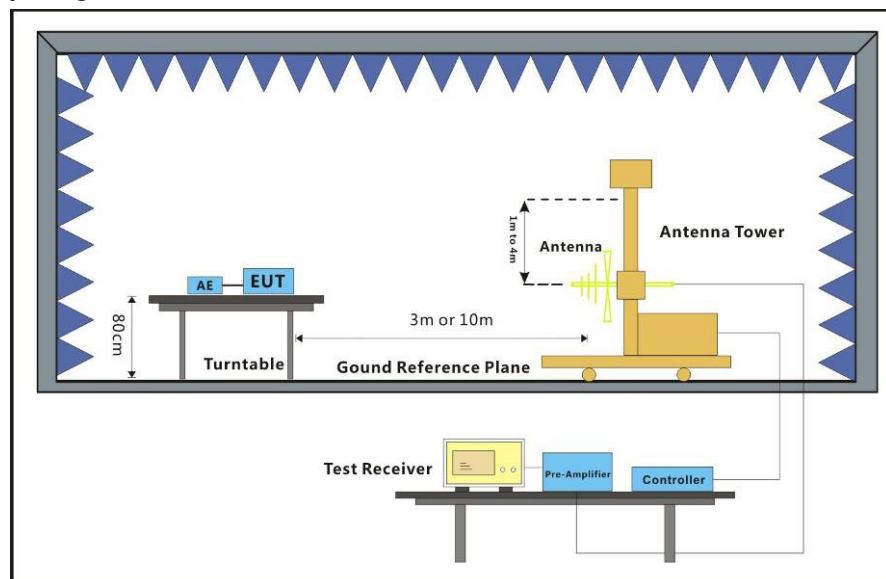 1m to 4m
Antenna Tower
Antenna
AE
EUT
80cm
3m or 10m
Turntable
Gound Reference Plane
Test Receiver
Pre-Amplifier
Controller